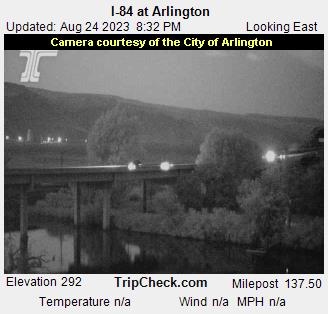 I-84 at Arlington
Updated: Aug 24 2023 8:32 PM Looking East
Camera courtesy of the City of Arlington
Elevation 292 TripCheck.com Milepost 137.50
Temperature n/a Wind n/a MPH n/a